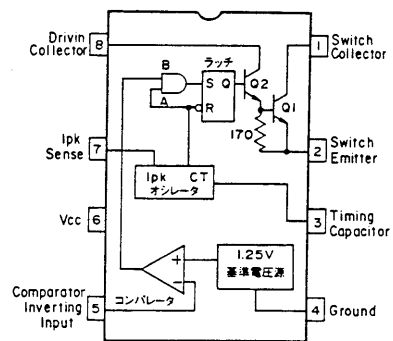 Drivin
Collector
8
1
Switch
Collector
ラッチ
B
A
S
Q
R
Q2
Q1
170
Ipk
Sense
7
2
Switch
Emitter
Ipk
CT
オシレータ
Vcc
6
3
Timing
Capacitor
+
−
1.25V
基準電圧源
コンパレータ
Comparator
Inverting
Input
5
4
Ground